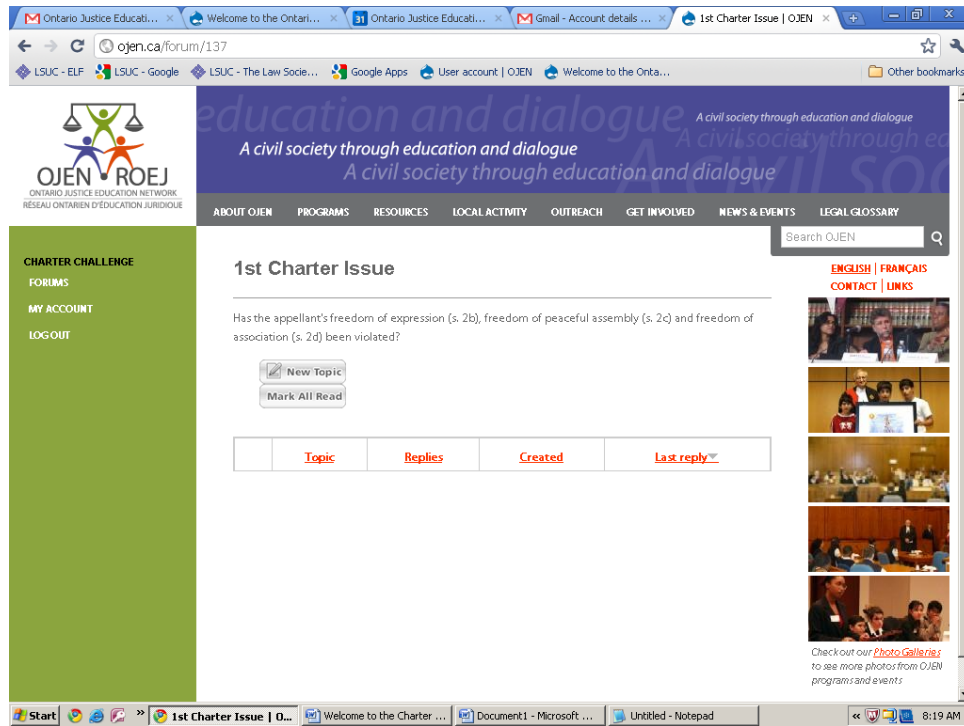 Ontario Justice Educati...
Welcome to the Ontari...
31 Ontario Justice Educati...
Gmail - Account details ...
1st Charter Issue | OJEN
ojen.ca/forum/137
LSUC - ELF
LSUC - Google
LSUC - The Law Socie...
Google Apps
User account | OJEN
Welcome to the Onta...
Other bookmarks
OJEN ROEJ
ONTARIO JUSTICE EDUCATION NETWORK
RÉSEAU ONTARIEN D'ÉDUCATION JURIDIQUE
education and dialogue
A civil society through education and dialogue
A civil society through education and dialogue
A civil society through education and dialogue
A civil society through ed
A civil soc
ABOUT OJEN PROGRAMS RESOURCES LOCAL ACTIVITY OUTREACH GET INVOLVED NEWS & EVENTS LEGAL GLOSSARY
Search OJEN
CHARTER CHALLENGE
FORUMS
MY ACCOUNT
LOGOUT
1st Charter Issue
Has the appellant's freedom of expression (s. 2b), freedom of peaceful assembly (s. 2c) and freedom of
association (s. 2d) been violated?
New Topic
Mark All Read
Topic Replies Created Last reply
ENGLISH | FRANÇAIS
CONTACT | LINKS
Check out our Photo Galleries
to see more photos from OJEN
programs and events
Start
1st Charter Issue | O...
Welcome to the Charter ...
Document1 - Microsoft ...
Untitled - Notepad
8:19 AM